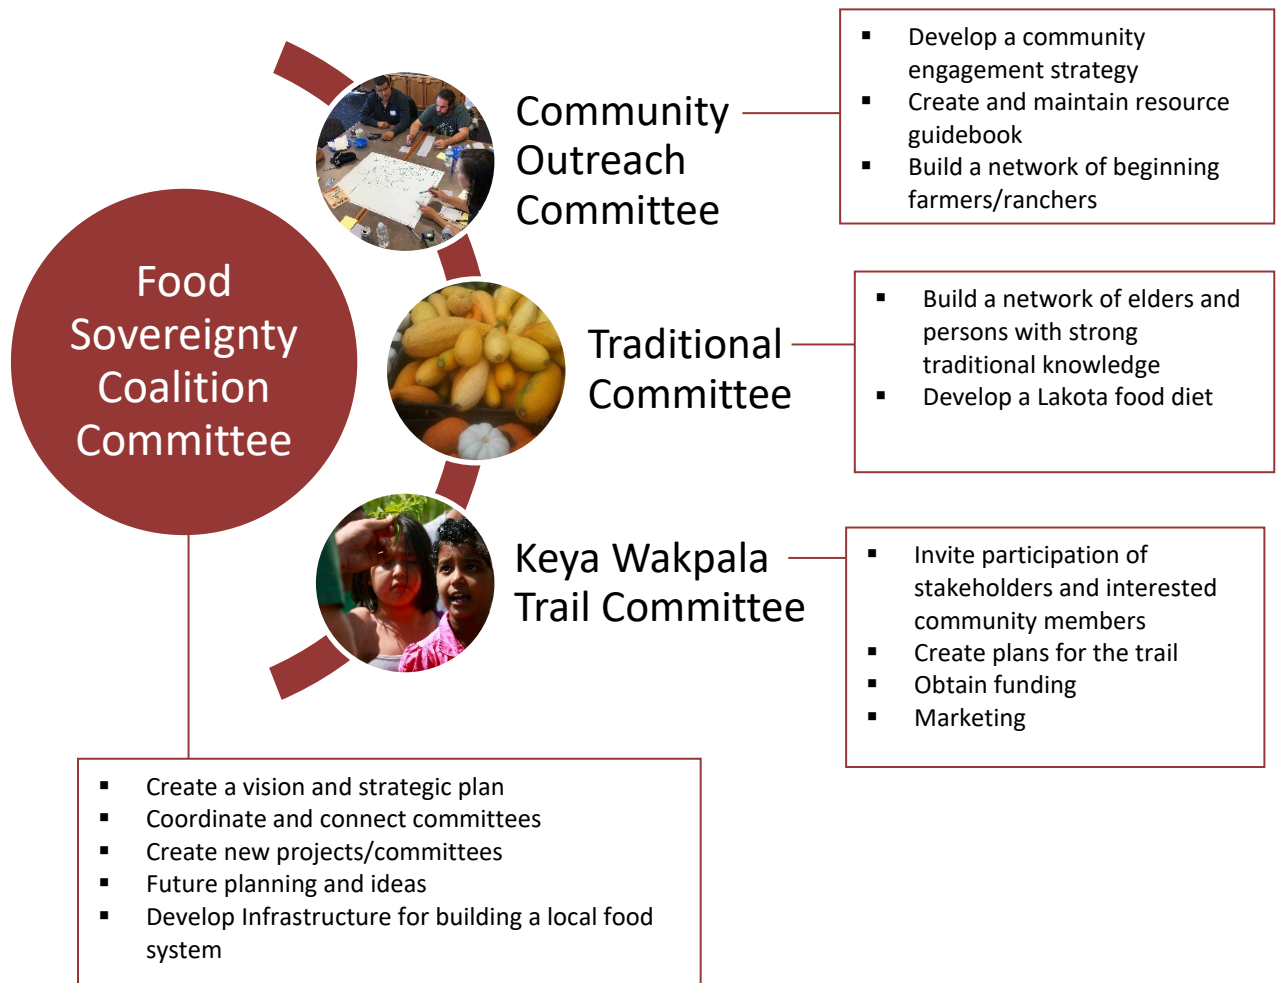 Food
Sovereignty
Coalition
Committee
Community
Outreach
Committee
▪ Develop a community
engagement strategy
▪ Create and maintain resource
guidebook
▪ Build a network of beginning
farmers/ranchers
Traditional
Committee
▪ Build a network of elders and
persons with strong
traditional knowledge
▪ Develop a Lakota food diet
Keya Wakpala
Trail Committee
▪ Invite participation of
stakeholders and interested
community members
▪ Create plans for the trail
▪ Obtain funding
▪ Marketing
▪ Create a vision and strategic plan
▪ Coordinate and connect committees
▪ Create new projects/committees
▪ Future planning and ideas
▪ Develop Infrastructure for building a local food
system